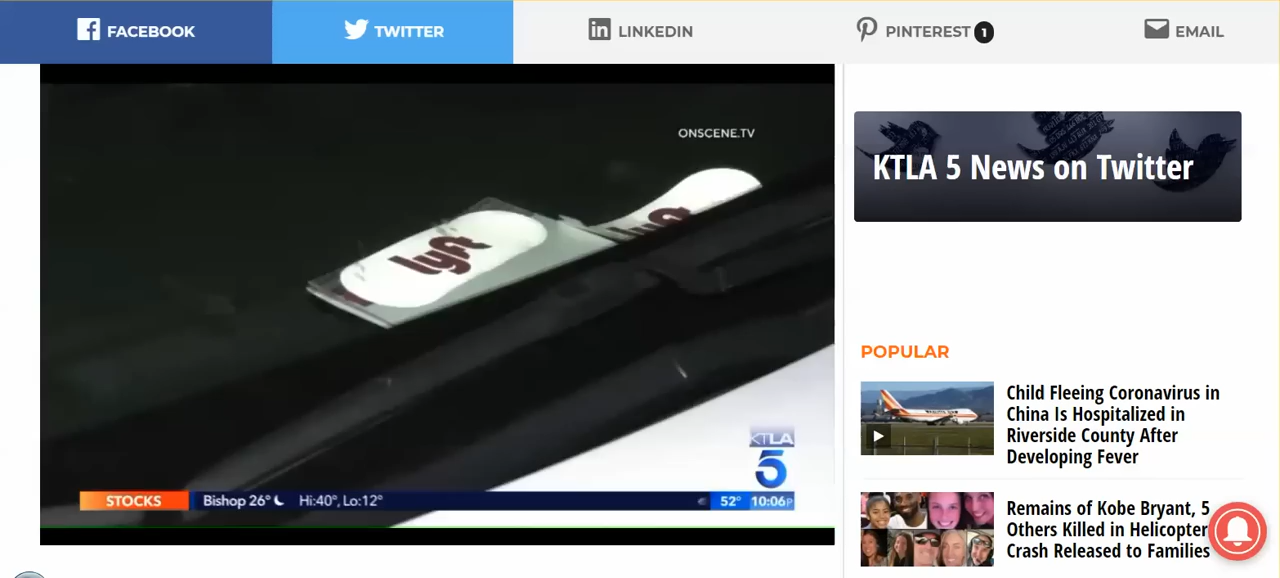 FACEBOOK
TWITTER
LINKEDIN
PINTEREST 1
EMAIL
ONSCENE.TV
lyft
lyft
KTLA
5
STOCKS
Bishop 26° Hi:40°, Lo:12°
52° 10:06P
KTLA 5 News on Twitter
POPULAR
Child Fleeing Coronavirus in
China Is Hospitalized in
Riverside County After
Developing Fever
Remains of Kobe Bryant, 5
Others Killed in Helicopter
Crash Released to Families